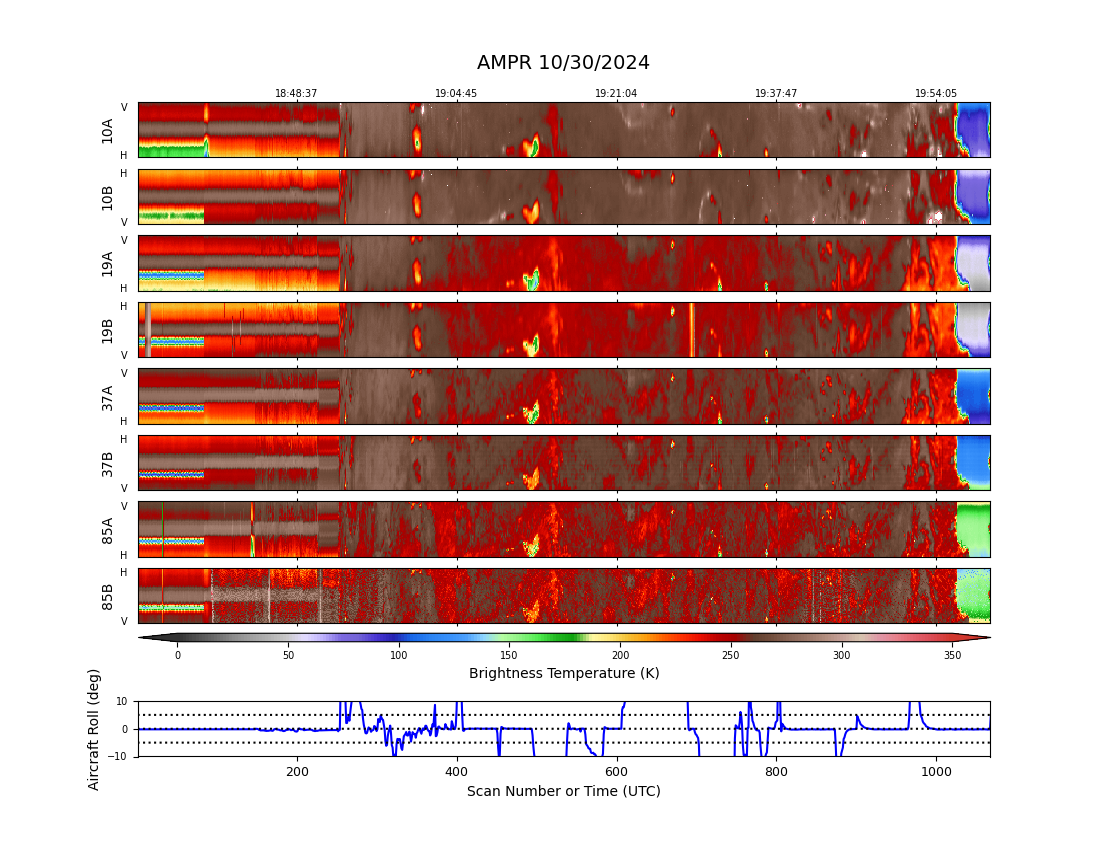 AMPR 10/30/2024
18:48:37 19:04:45 19:21:04 19:37:47 19:54:05
V
10A
H
H
10B
V
V
19A
H
H
19B
V
V
37A
H
H
37B
V
V
85A
H
H
85B
V
0 50 100 150 200 250 300 350
Brightness Temperature (K)
Aircraft Roll (deg)
10
0
−10
200 400 600 800 1000
Scan Number or Time (UTC)